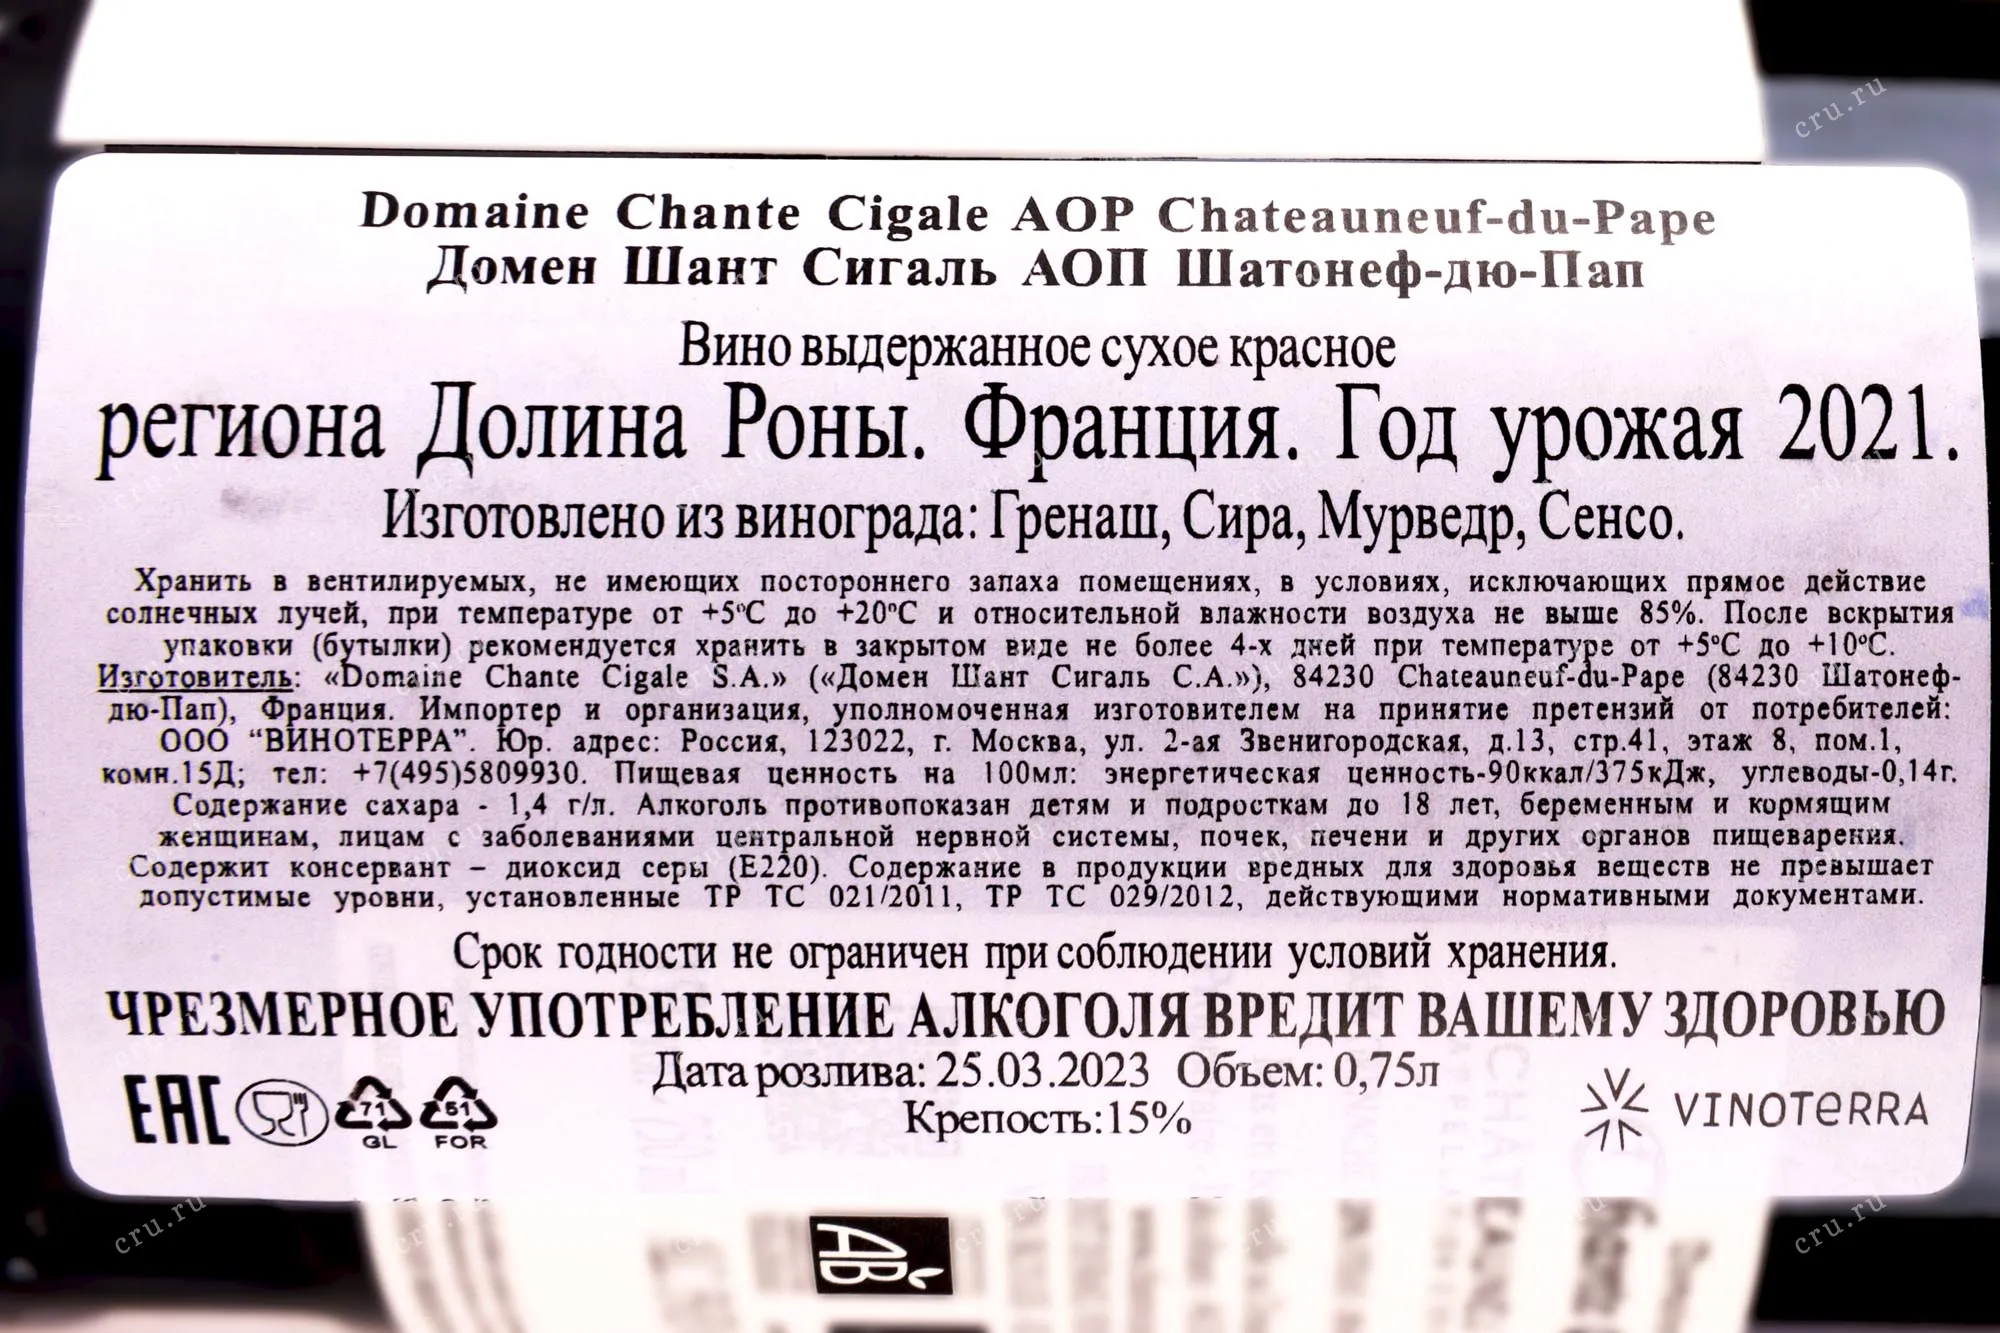 Domaine Chante Cigale AOP Chateauneuf-du-Pape
Домен Шант Сигаль АОП Шатонеф-дю-Пап
Вино выдержанное сухое красное
региона Долина Роны. Франция. Год урожая 2021.
Изготовлено из винограда: Гренаш, Сира, Мурведр, Сенсо.
Хранить в вентилируемых, не имеющих постороннего запаха помещениях, в условиях, исключающих прямое действие
солнечных лучей, при температуре от +5ºС до +20ºС и относительной влажности воздуха не выше 85%. После вскрытия
упаковки (бутылки) рекомендуется хранить в закрытом виде не более 4-х дней при температуре от +5ºС до +10ºС.
Изготовитель: «Domaine Chante Cigale S.A.» («Домен Шант Сигаль С.А.»), 84230 Chateauneuf-du-Pape (84230 Шатонеф-
дю-Пап), Франция. Импортер и организация, уполномоченная изготовителем на принятие претензий от потребителей:
ООО “ВИНОТЕРРА”. Юр. адрес: Россия, 123022, г. Москва, ул. 2-ая Звенигородская, д.13, стр.41, этаж 8, пом.1,
комн.15Д; тел: +7(495)5809930. Пищевая ценность на 100мл: энергетическая ценность-90ккал/375кДж, углеводы-0,14г.
Содержание сахара - 1,4 г/л. Алкоголь противопоказан детям и подросткам до 18 лет, беременным и кормящим
женщинам, лицам с заболеваниями центральной нервной системы, почек, печени и других органов пищеварения.
Содержит консервант – диоксид серы (Е220). Содержание в продукции вредных для здоровья веществ не превышает
допустимые уровни, установленные ТР ТС 021/2011, ТР ТС 029/2012, действующими нормативными документами.
Срок годности не ограничен при соблюдении условий хранения.
ЧРЕЗМЕРНОЕ УПОТРЕБЛЕНИЕ АЛКОГОЛЯ ВРЕДИТ ВАШЕМУ ЗДОРОВЬЮ
Дата розлива: 25.03.2023 Объем: 0,75л
Крепость:15%
EAC
71
GL
51
FOR
VINOTERRA
AB
cru.ru
cru.ru
cru.ru